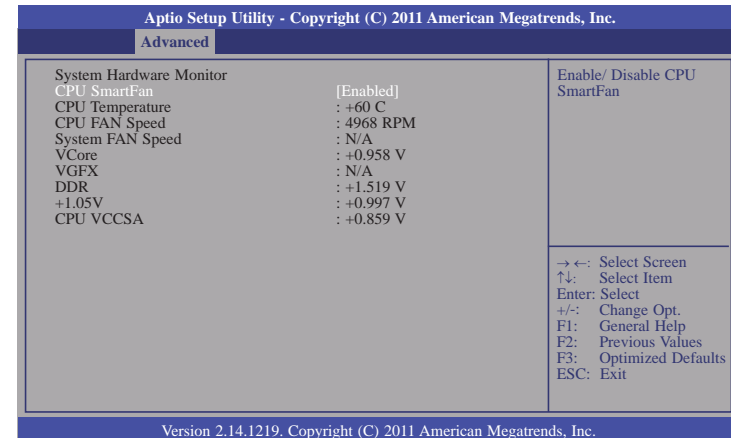 Aptio Setup Utility - Copyright (C) 2011 American Megatrends, Inc.
Advanced
System Hardware Monitor
CPU SmartFan [Enabled]
CPU Temperature : +60 C
CPU FAN Speed : 4968 RPM
System FAN Speed : N/A
VCore : +0.958 V
VGFX : N/A
DDR : +1.519 V
+1.05V : +0.997 V
CPU VCCSA : +0.859 V
Enable/ Disable CPU
SmartFan
→ ←: Select Screen
↑↓: Select Item
Enter: Select
+/-: Change Opt.
F1: General Help
F2: Previous Values
F3: Optimized Defaults
ESC: Exit
Version 2.14.1219. Copyright (C) 2011 American Megatrends, Inc.